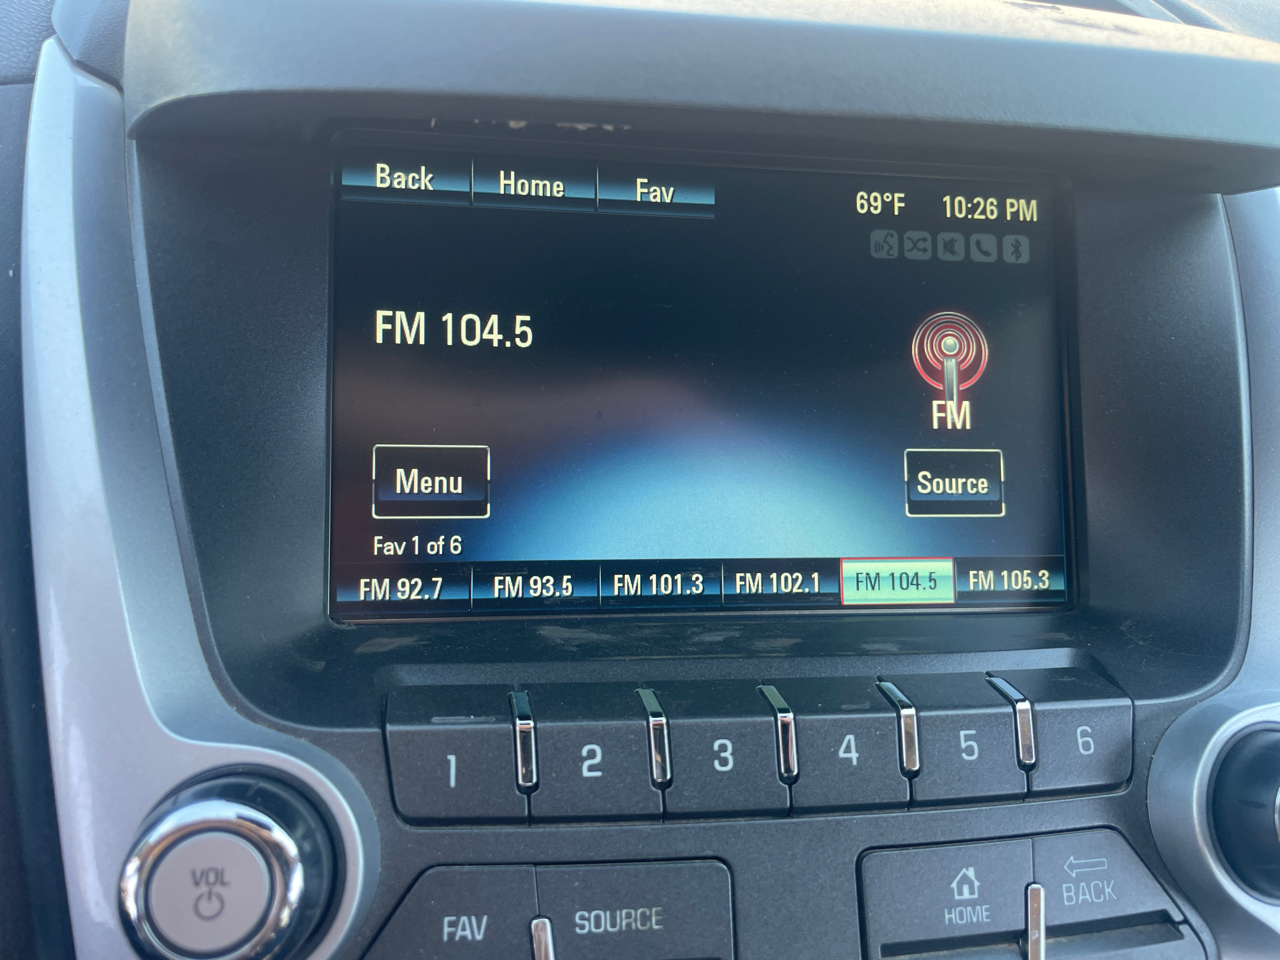 Back Home Fav
69°F 10:26 PM
FM 104.5
FM
Menu
Source
Fav 1 of 6
FM 92.7 FM 93.5 FM 101.3 FM 102.1 FM 104.5 FM 105.3
1 2 3 4 5 6
VOL
FAV SOURCE
HOME BACK